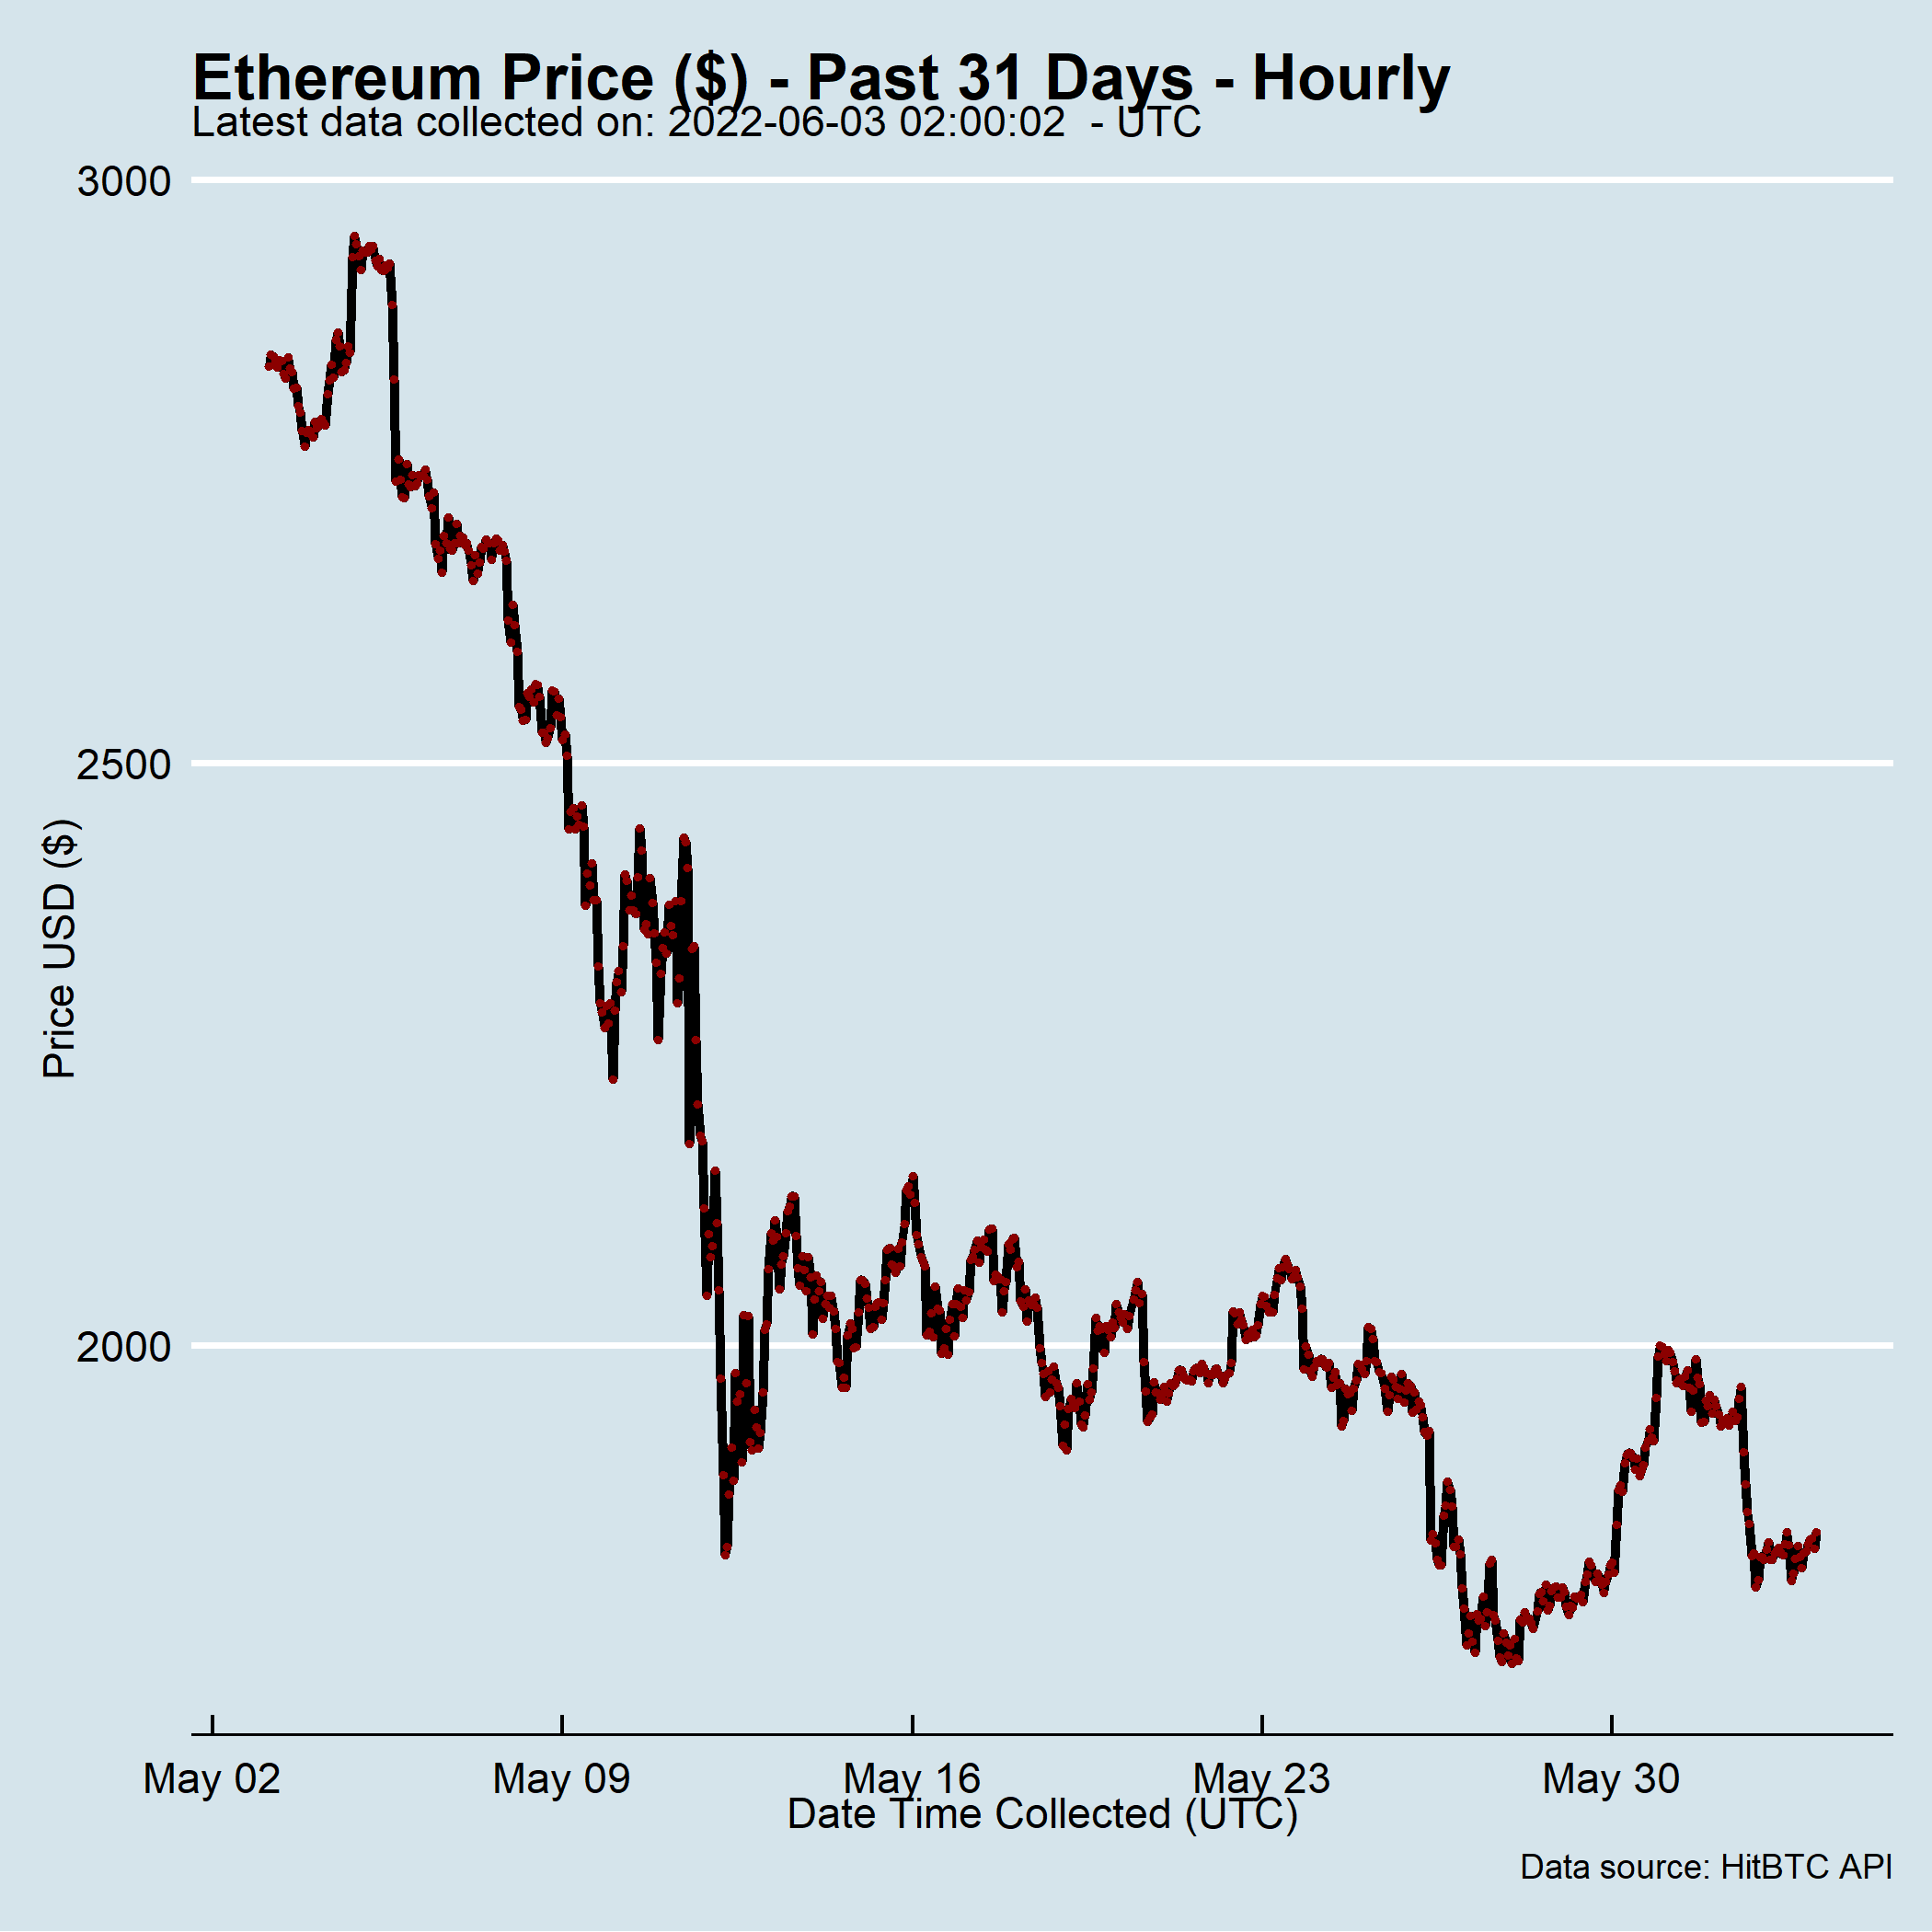 Ethereum Price ($) - Past 31 Days - Hourly
Latest data collected on: 2022-06-03 02:00:02  - UTC
3000
2500
2000
Price USD ($)
May 02 May 09 May 16 May 23 May 30
Date Time Collected (UTC)
Data source: HitBTC API